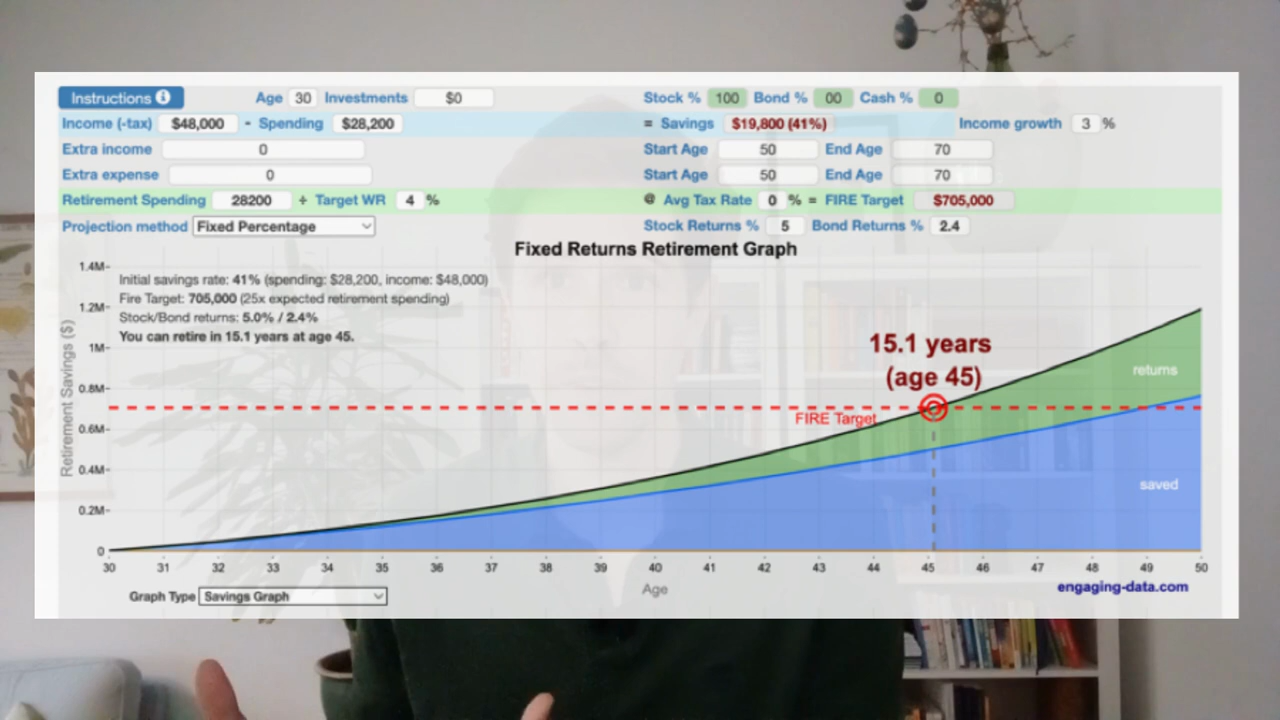 Instructions i Age 30 Investments $0 Stock % 100 Bond % 00 Cash % 0
Income (-tax) $48,000 - Spending $28,200 = Savings $19,800 (41%) Income growth 3 %
Extra income 0 Start Age 50 End Age 70
Extra expense 0 Start Age 50 End Age 70
Retirement Spending 28200 ÷ Target WR 4 % @ Avg Tax Rate 0 % = FIRE Target $705,000
Projection method Fixed Percentage Stock Returns % 5 Bond Returns % 2.4
Fixed Returns Retirement Graph
Initial savings rate: 41% (spending: $28,200, income: $48,000)
Fire Target: 705,000 (25x expected retirement spending)
Stock/Bond returns: 5.0% / 2.4%
You can retire in 15.1 years at age 45.
Retirement Savings ($)
1.4M
1.2M
1M
0.8M
0.6M
0.4M
0.2M
0
15.1 years
(age 45)
returns
FIRE Target
saved
30 31 32 33 34 35 36 37 38 39 40 41 42 43 44 45 46 47 48 49 50
Age
engaging-data.com
Graph Type Savings Graph